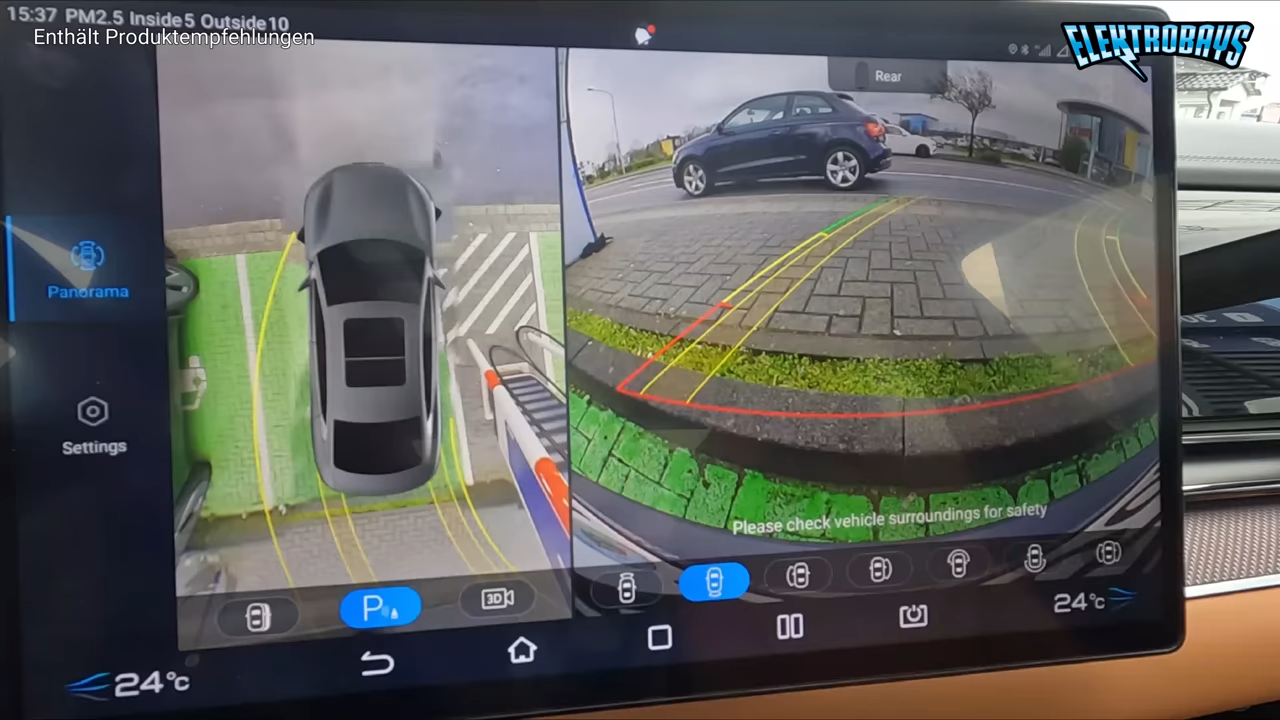 15:37 PM2.5 Inside5 Outside10
Enthält Produktempfehlungen
ELEKTROBAYS
Rear
Panorama
Settings
Please check vehicle surroundings for safety
P
3D
24°C
24°C